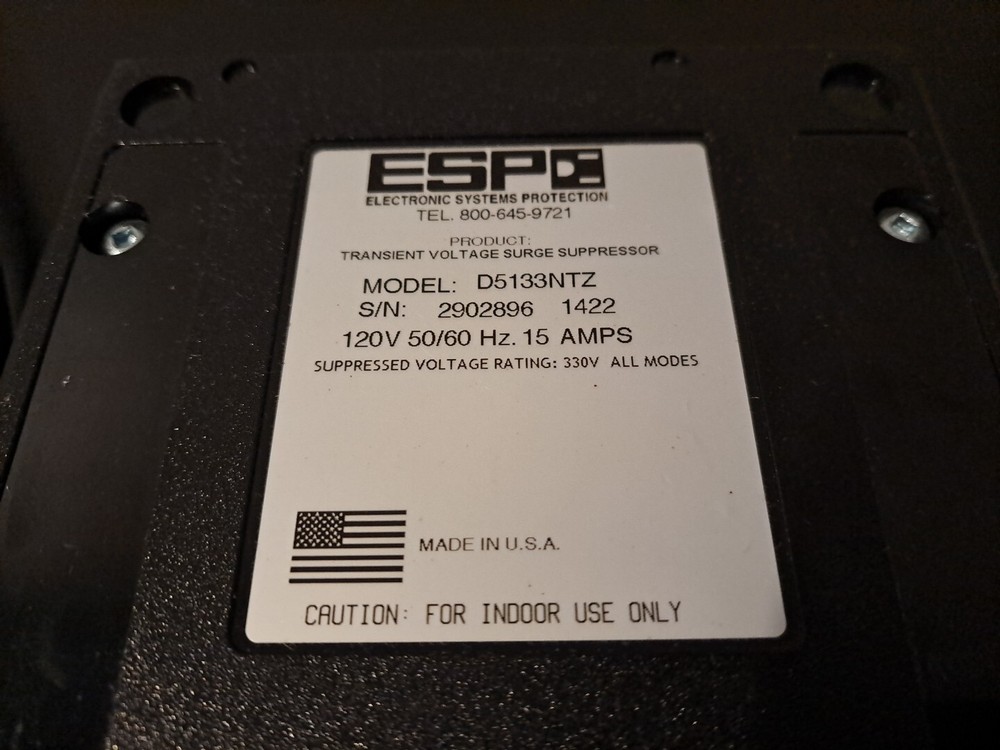 ESP
ELECTRONIC SYSTEMS PROTECTION
TEL. 800-645-9721
PRODUCT:
TRANSIENT VOLTAGE SURGE SUPPRESSOR
MODEL: D5133NTZ
S/N: 2902896 1422
120V 50/60 Hz. 15 AMPS
SUPPRESSED VOLTAGE RATING: 330V ALL MODES
MADE IN U.S.A.
CAUTION: FOR INDOOR USE ONLY